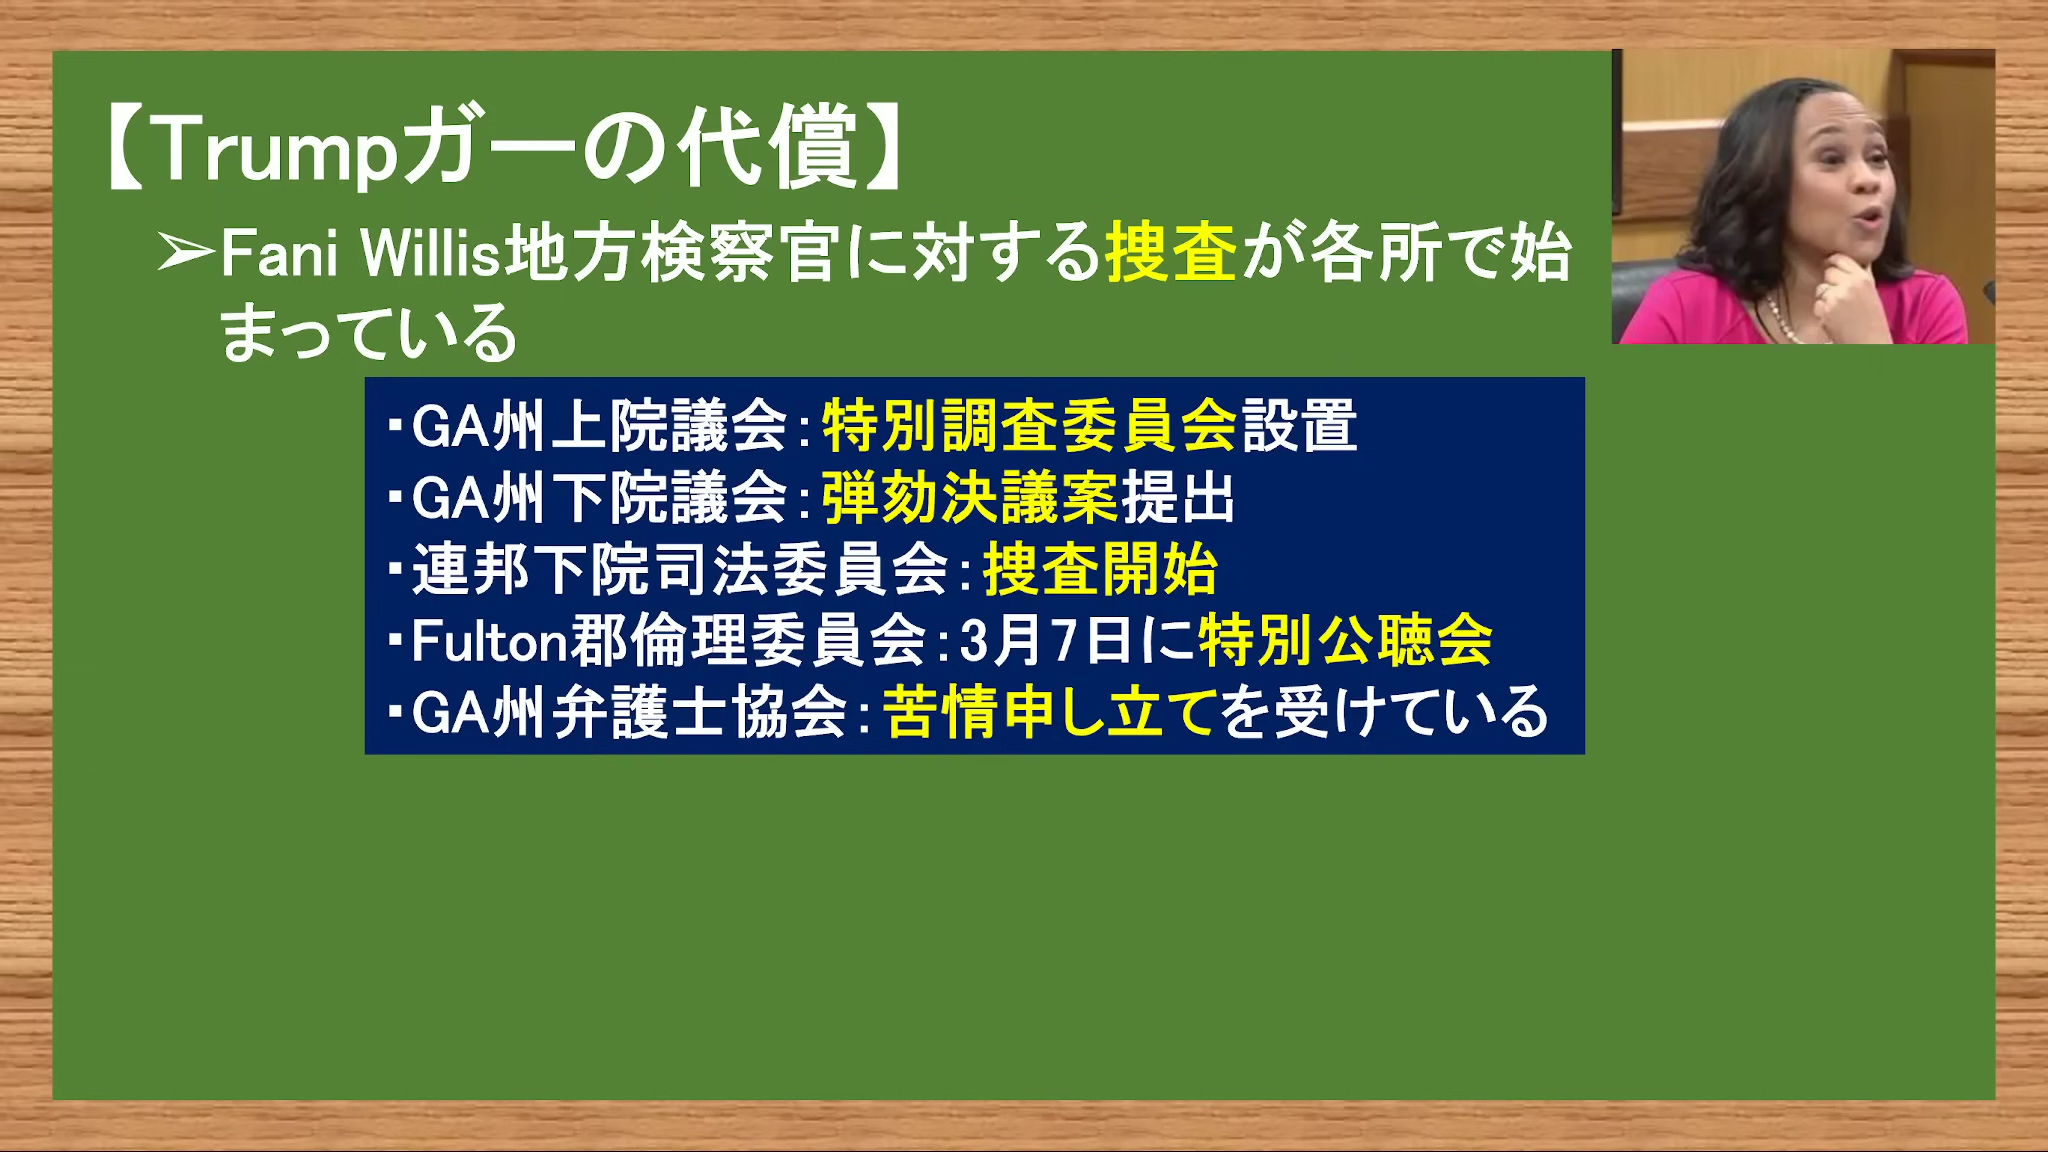 【Trumpガーの代償】
➢Fani Willis地方検察官に対する捜査が各所で始
まっている
・GA州上院議会：特別調査委員会設置
・GA州下院議会：弾劾決議案提出
・連邦下院司法委員会：捜査開始
・Fulton郡倫理委員会：3月7日に特別公聴会
・GA州弁護士協会：苦情申し立てを受けている